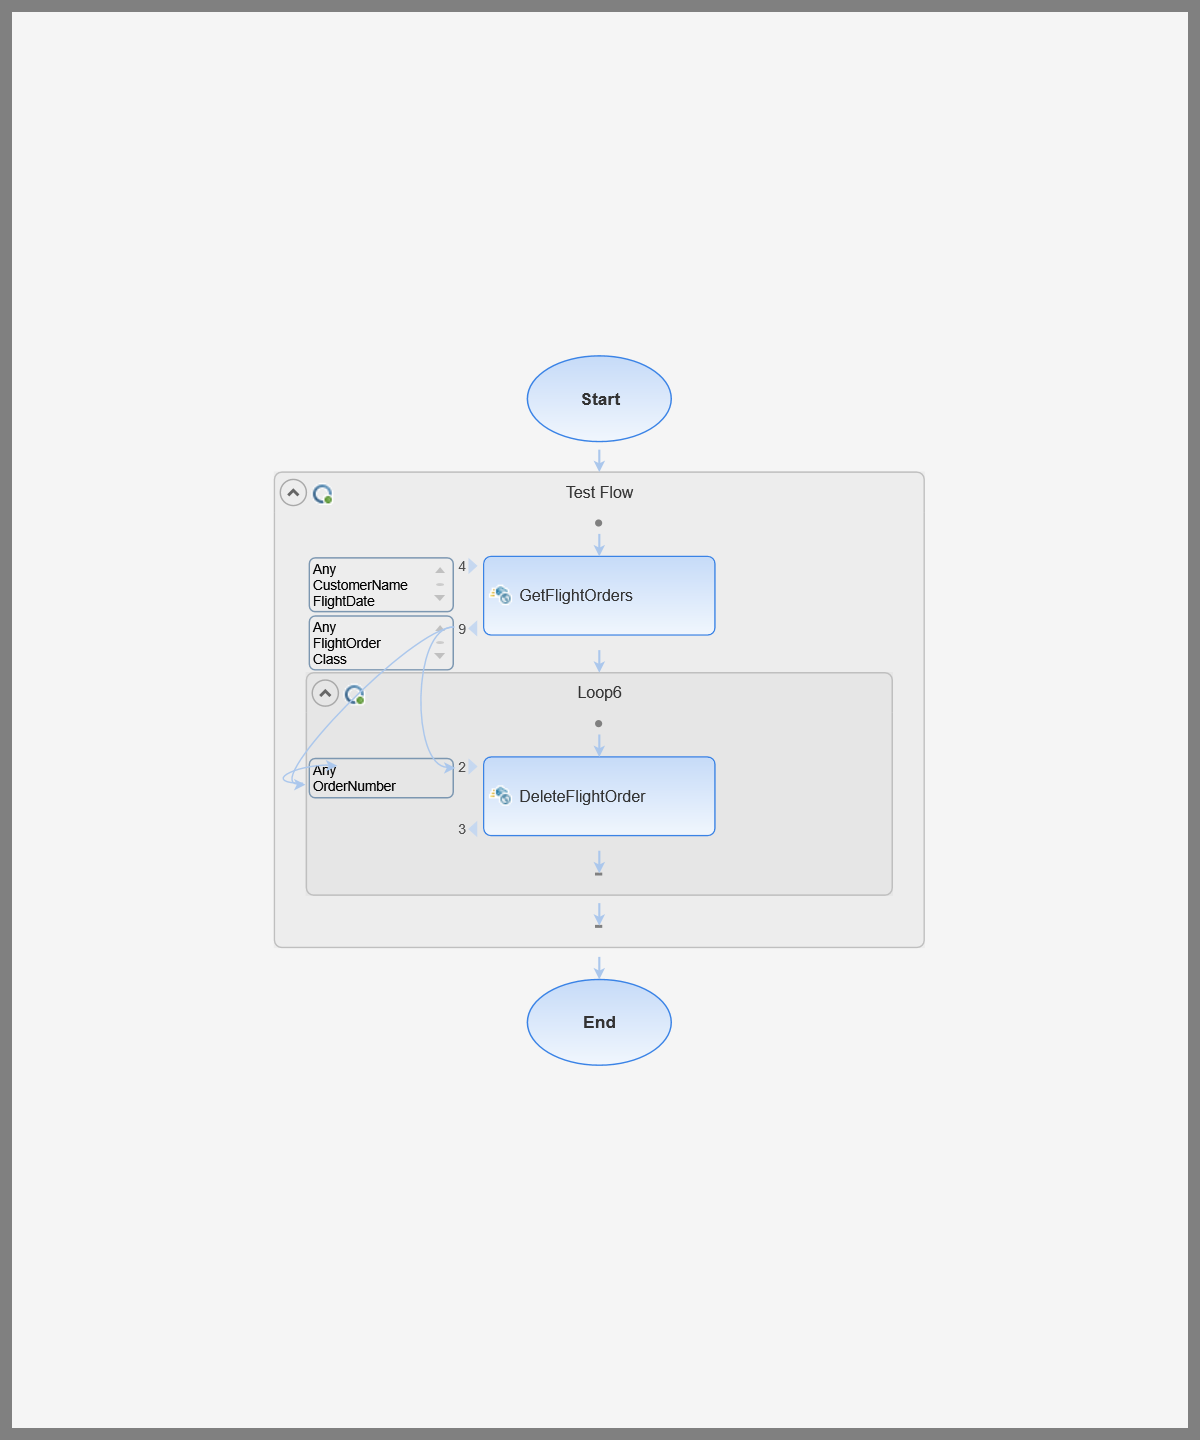 Start
Test Flow
Any
CustomerName
FlightDate
4
GetFlightOrders
Any
FlightOrder
Class
9
Loop6
Any
OrderNumber
2
DeleteFlightOrder
3
End